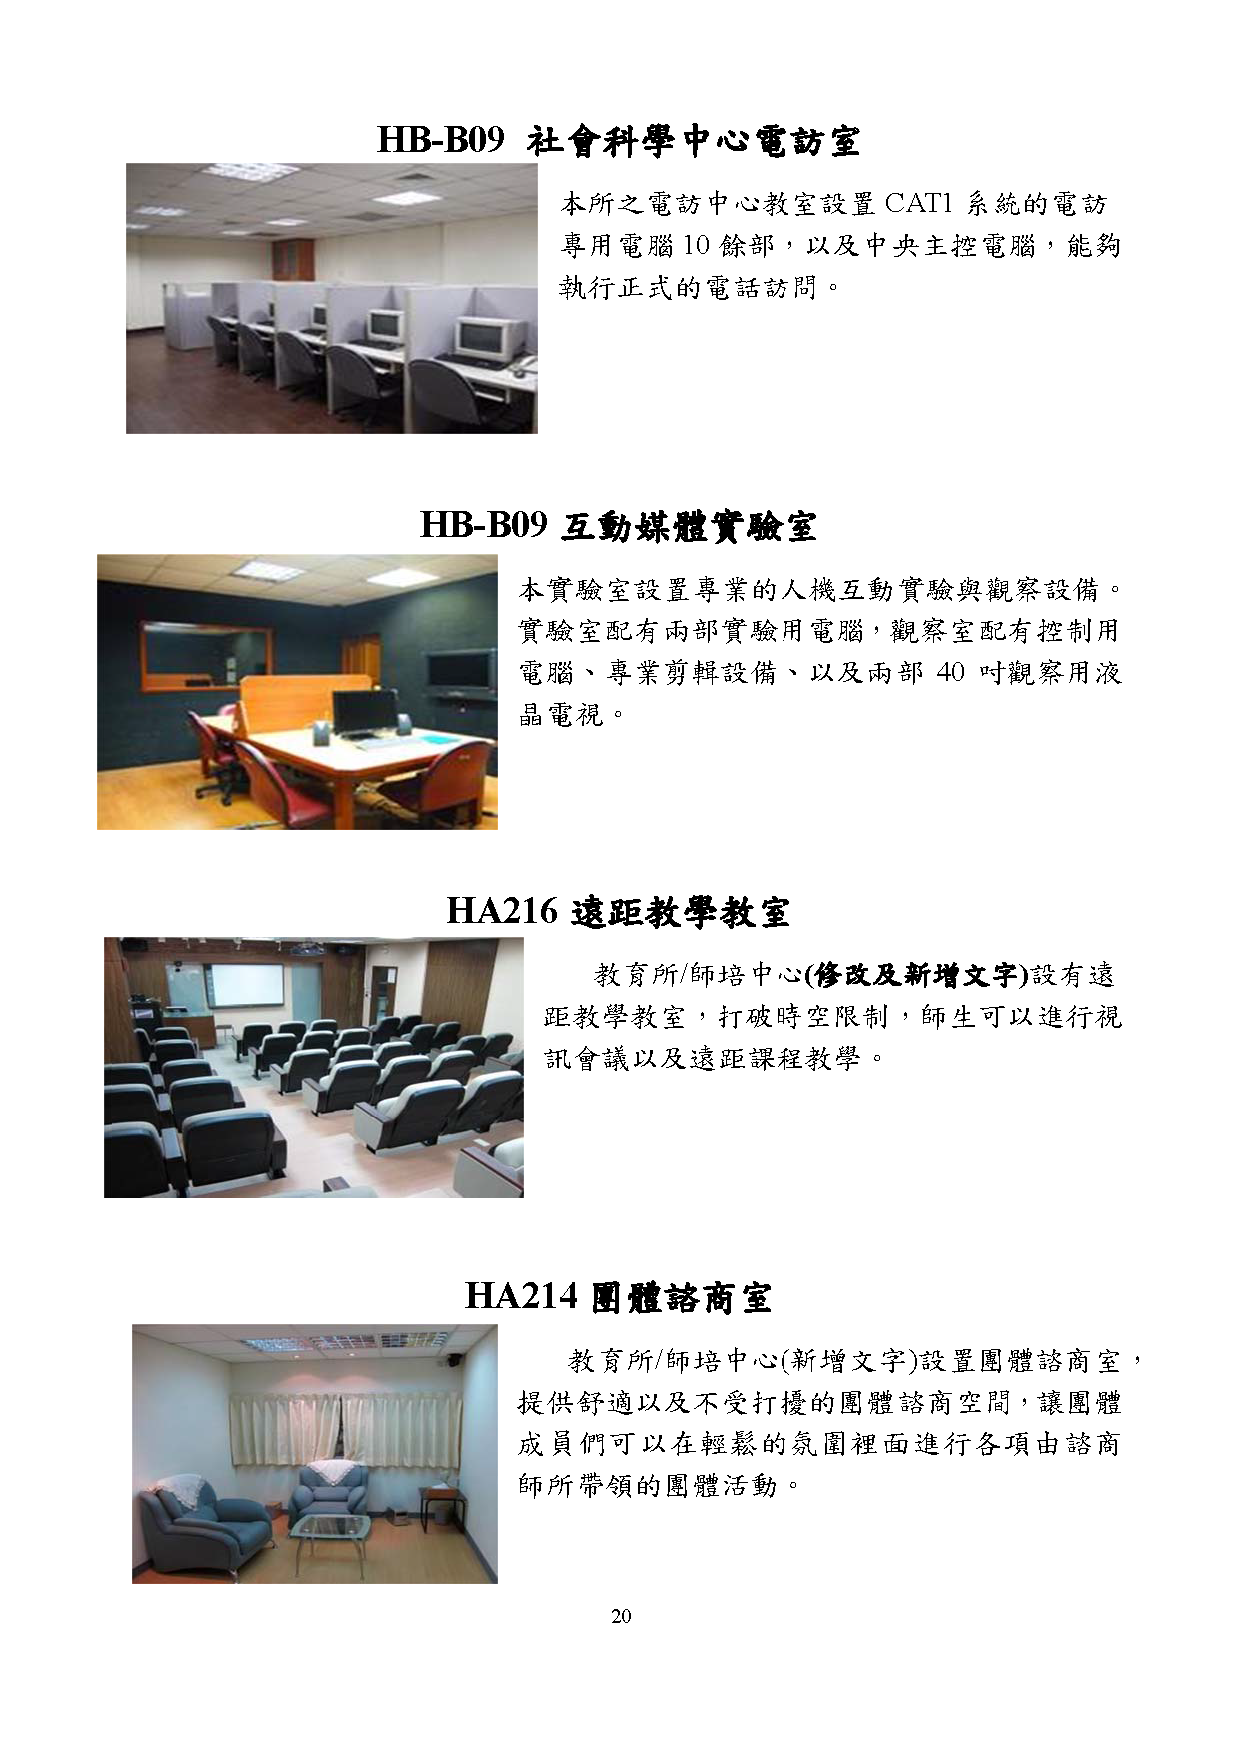 HB-B09 社會科學中心電訪室
本所之電訪中心教室設置 CATI 系統的電訪
專用電腦 10 餘部，以及中央主控電腦，能夠
執行正式的電話訪問。
HB-B09 互動媒體實驗室
本實驗室設置專業的人機互動實驗與觀察設備。
實驗室配有兩部實驗用電腦，觀察室配有控制用
電腦、專業剪輯設備、以及兩部 40 吋觀察用液
晶電視。
HA216 遠距教學教室
教育所/師培中心(修改及新增文字)設有遠
距教學教室，打破時空限制，師生可以進行視
訊會議以及遠距課程教學。
HA214 團體諮商室
教育所/師培中心(新增文字)設置團體諮商室，
提供舒適以及不受打擾的團體諮商空間，讓團體
成員們可以在輕鬆的氛圍裡面進行各項由諮商
師所帶領的團體活動。
20